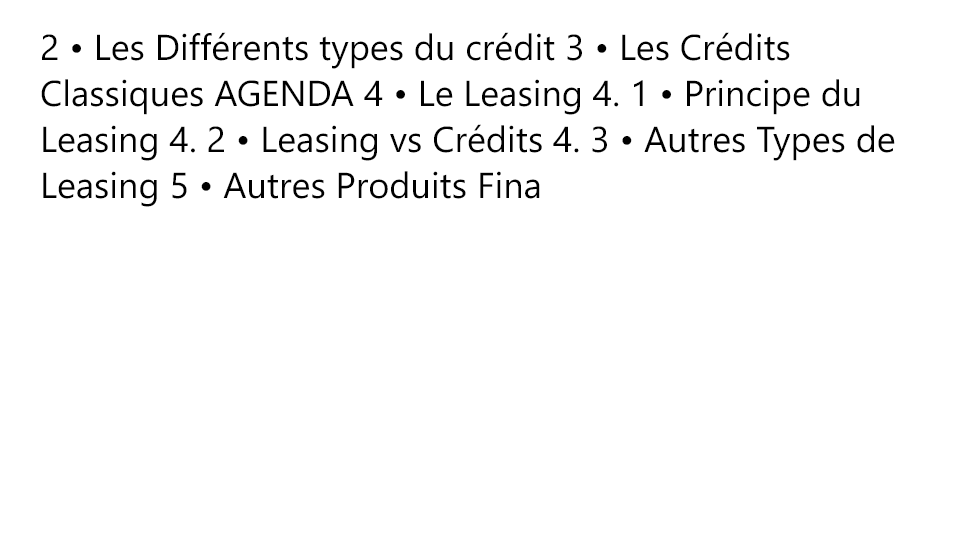 2 • Les Différents types du crédit 3 • Les Crédits
Classiques AGENDA 4 • Le Leasing 4. 1 • Principe du
Leasing 4. 2 • Leasing vs Crédits 4. 3 • Autres Types de
Leasing 5 • Autres Produits Fina